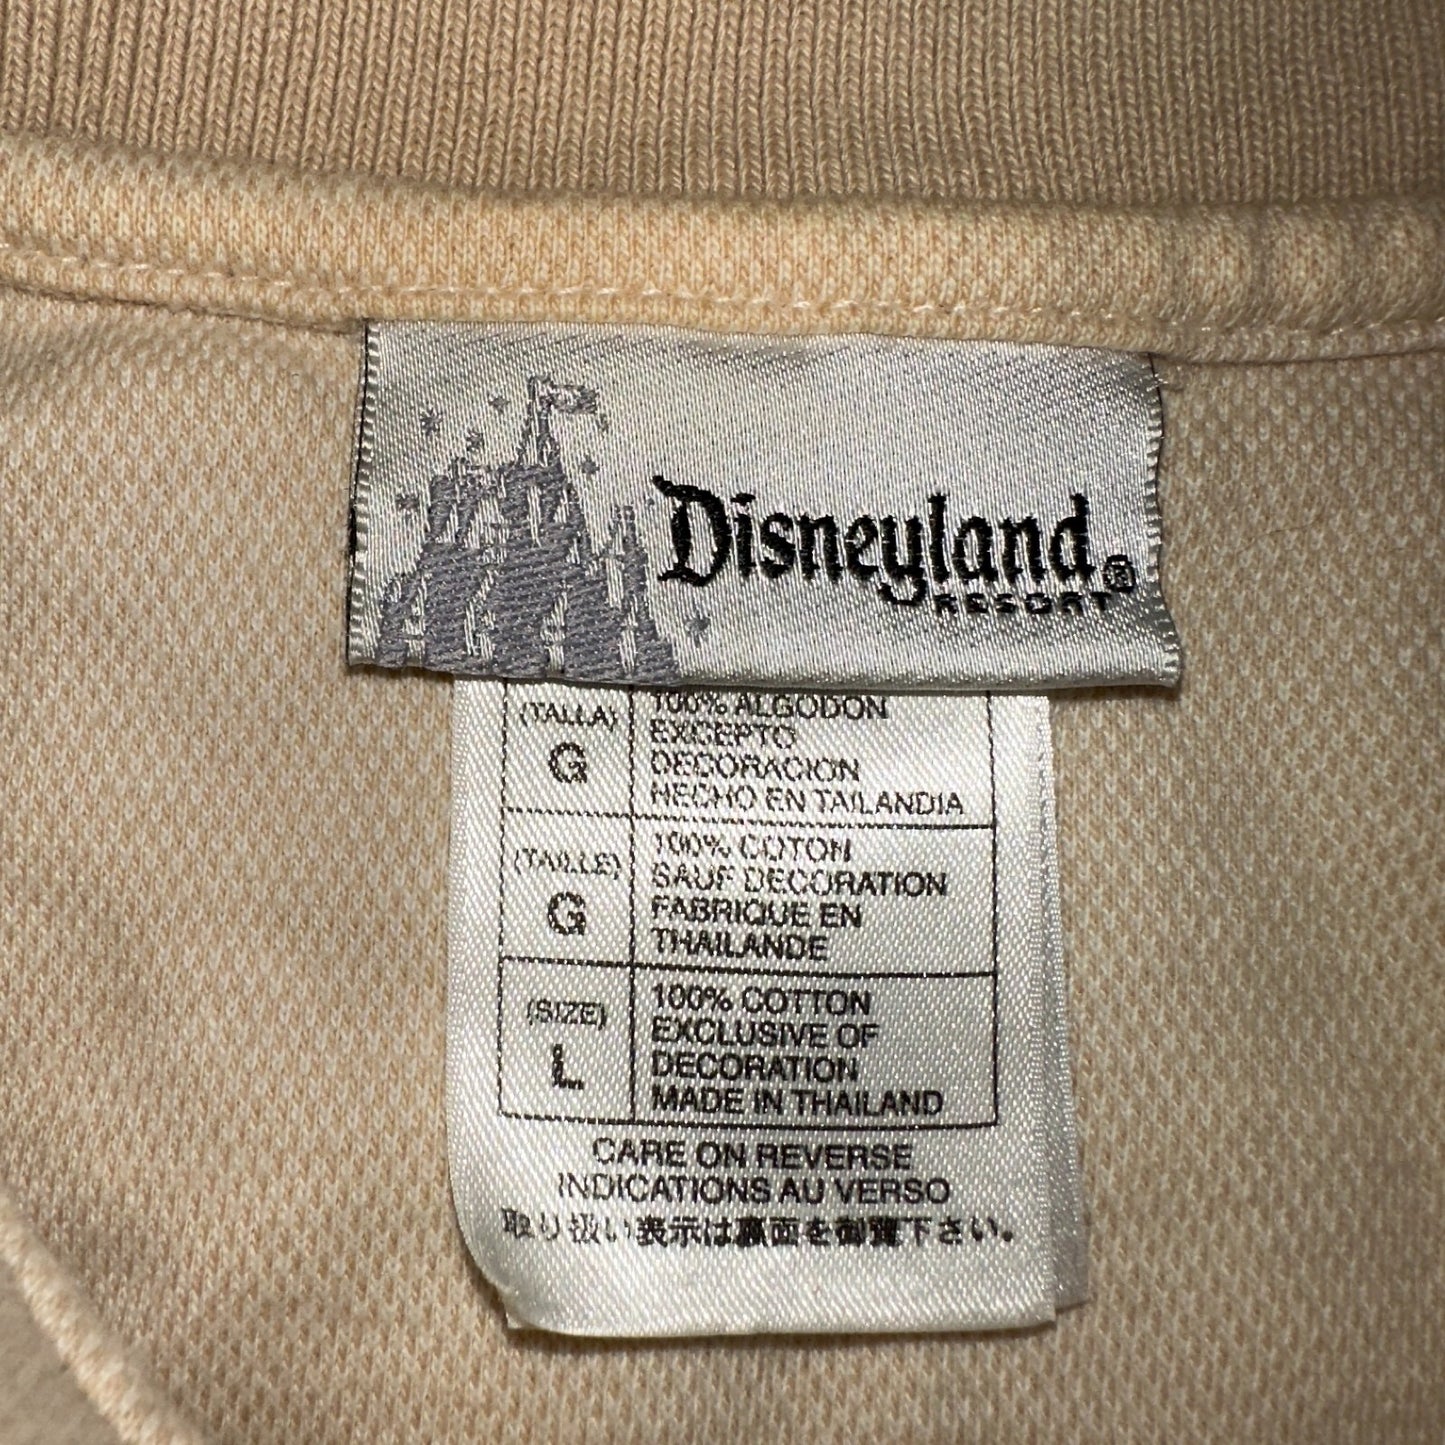 Disneyland®
RESORT
(TALLA)
G
100% ALGODON
EXCEPTO
DECORACION
HECHO EN TAILANDIA
(TAILLE)
G
100% COTON
SAUF DECORATION
FABRIQUE EN
THAILANDE
(SIZE)
L
100% COTTON
EXCLUSIVE OF
DECORATION
MADE IN THAILAND
CARE ON REVERSE
INDICATIONS AU VERSO
取り扱い表示は裏面を御覧下さい。